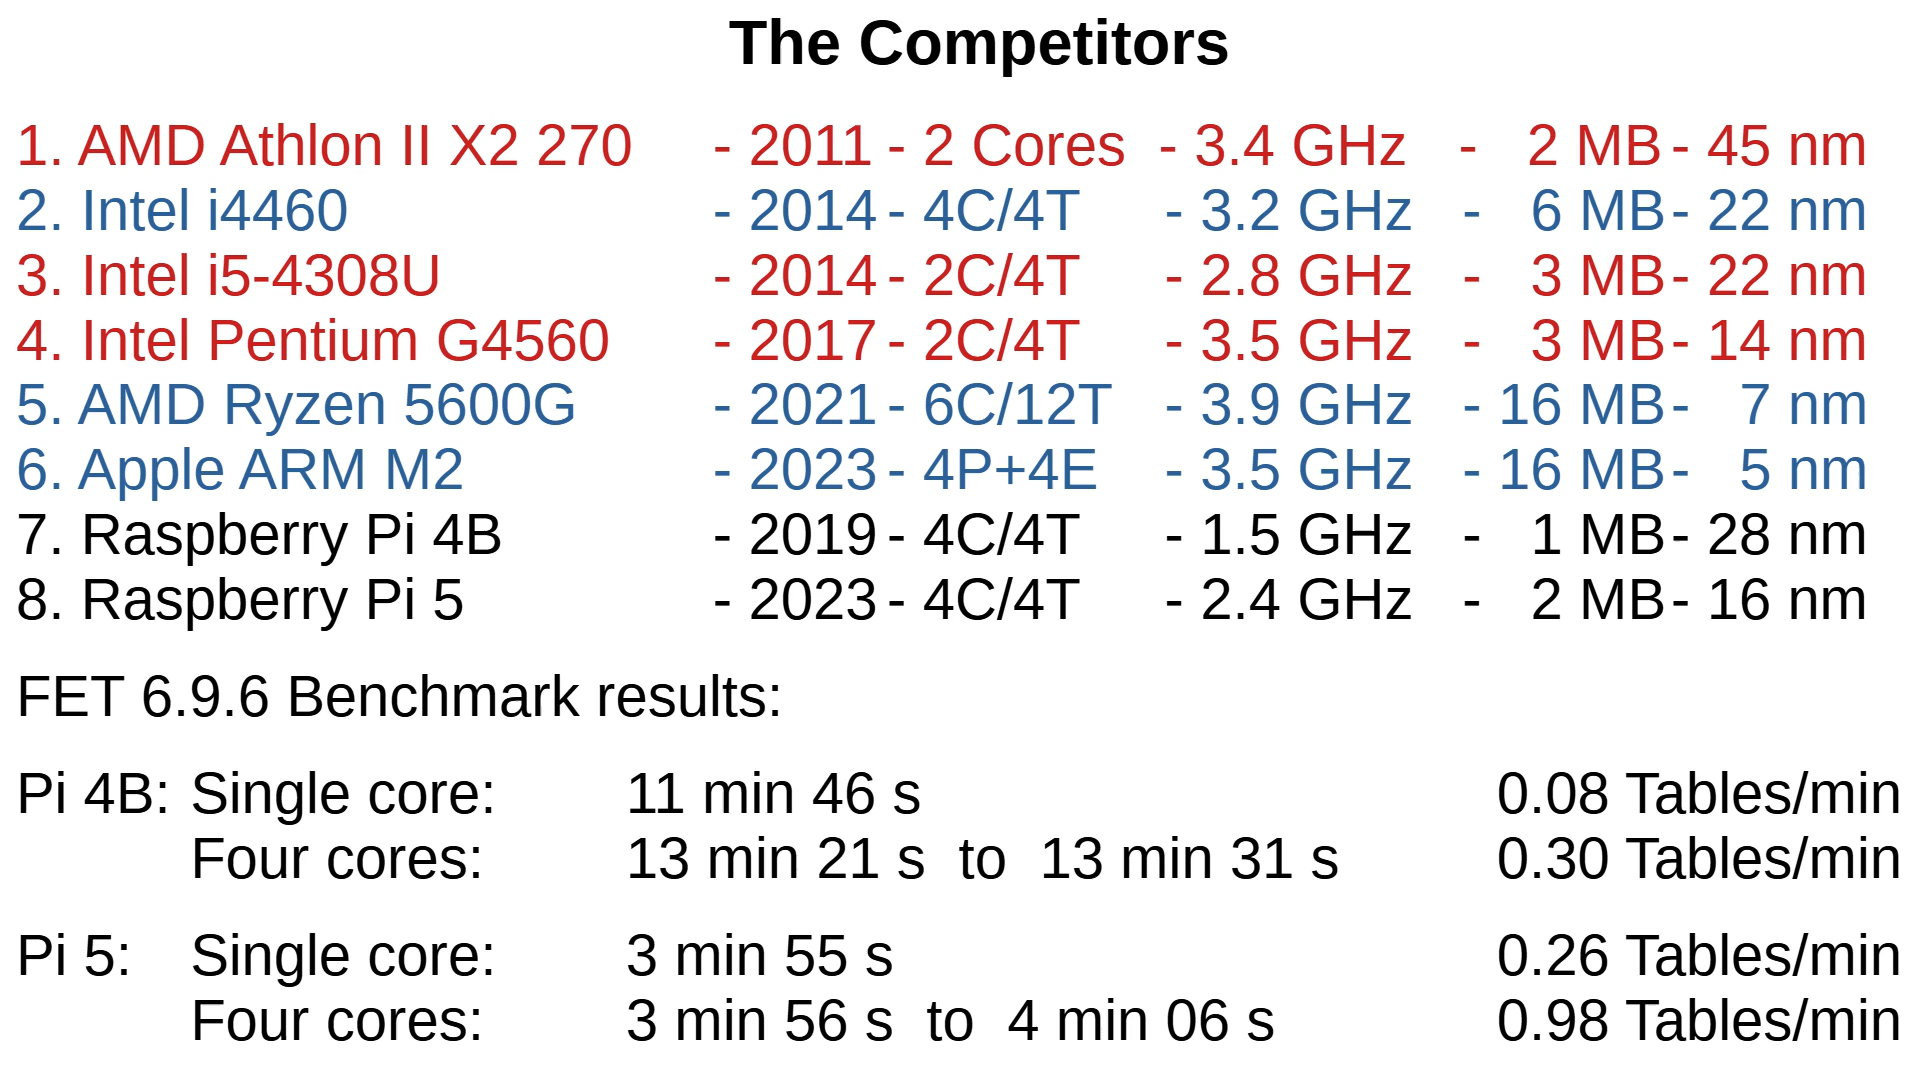 The Competitors
1. AMD Athlon II X2 270 - 2011 - 2 Cores - 3.4 GHz - 2 MB - 45 nm
2. Intel i4460 - 2014 - 4C/4T - 3.2 GHz - 6 MB - 22 nm
3. Intel i5-4308U - 2014 - 2C/4T - 2.8 GHz - 3 MB - 22 nm
4. Intel Pentium G4560 - 2017 - 2C/4T - 3.5 GHz - 3 MB - 14 nm
5. AMD Ryzen 5600G - 2021 - 6C/12T - 3.9 GHz - 16 MB - 7 nm
6. Apple ARM M2 - 2023 - 4P+4E - 3.5 GHz - 16 MB - 5 nm
7. Raspberry Pi 4B - 2019 - 4C/4T - 1.5 GHz - 1 MB - 28 nm
8. Raspberry Pi 5 - 2023 - 4C/4T - 2.4 GHz - 2 MB - 16 nm
FET 6.9.6 Benchmark results:
Pi 4B: Single core: 11 min 46 s 0.08 Tables/min
Four cores: 13 min 21 s to 13 min 31 s 0.30 Tables/min
Pi 5: Single core: 3 min 55 s 0.26 Tables/min
Four cores: 3 min 56 s to 4 min 06 s 0.98 Tables/min